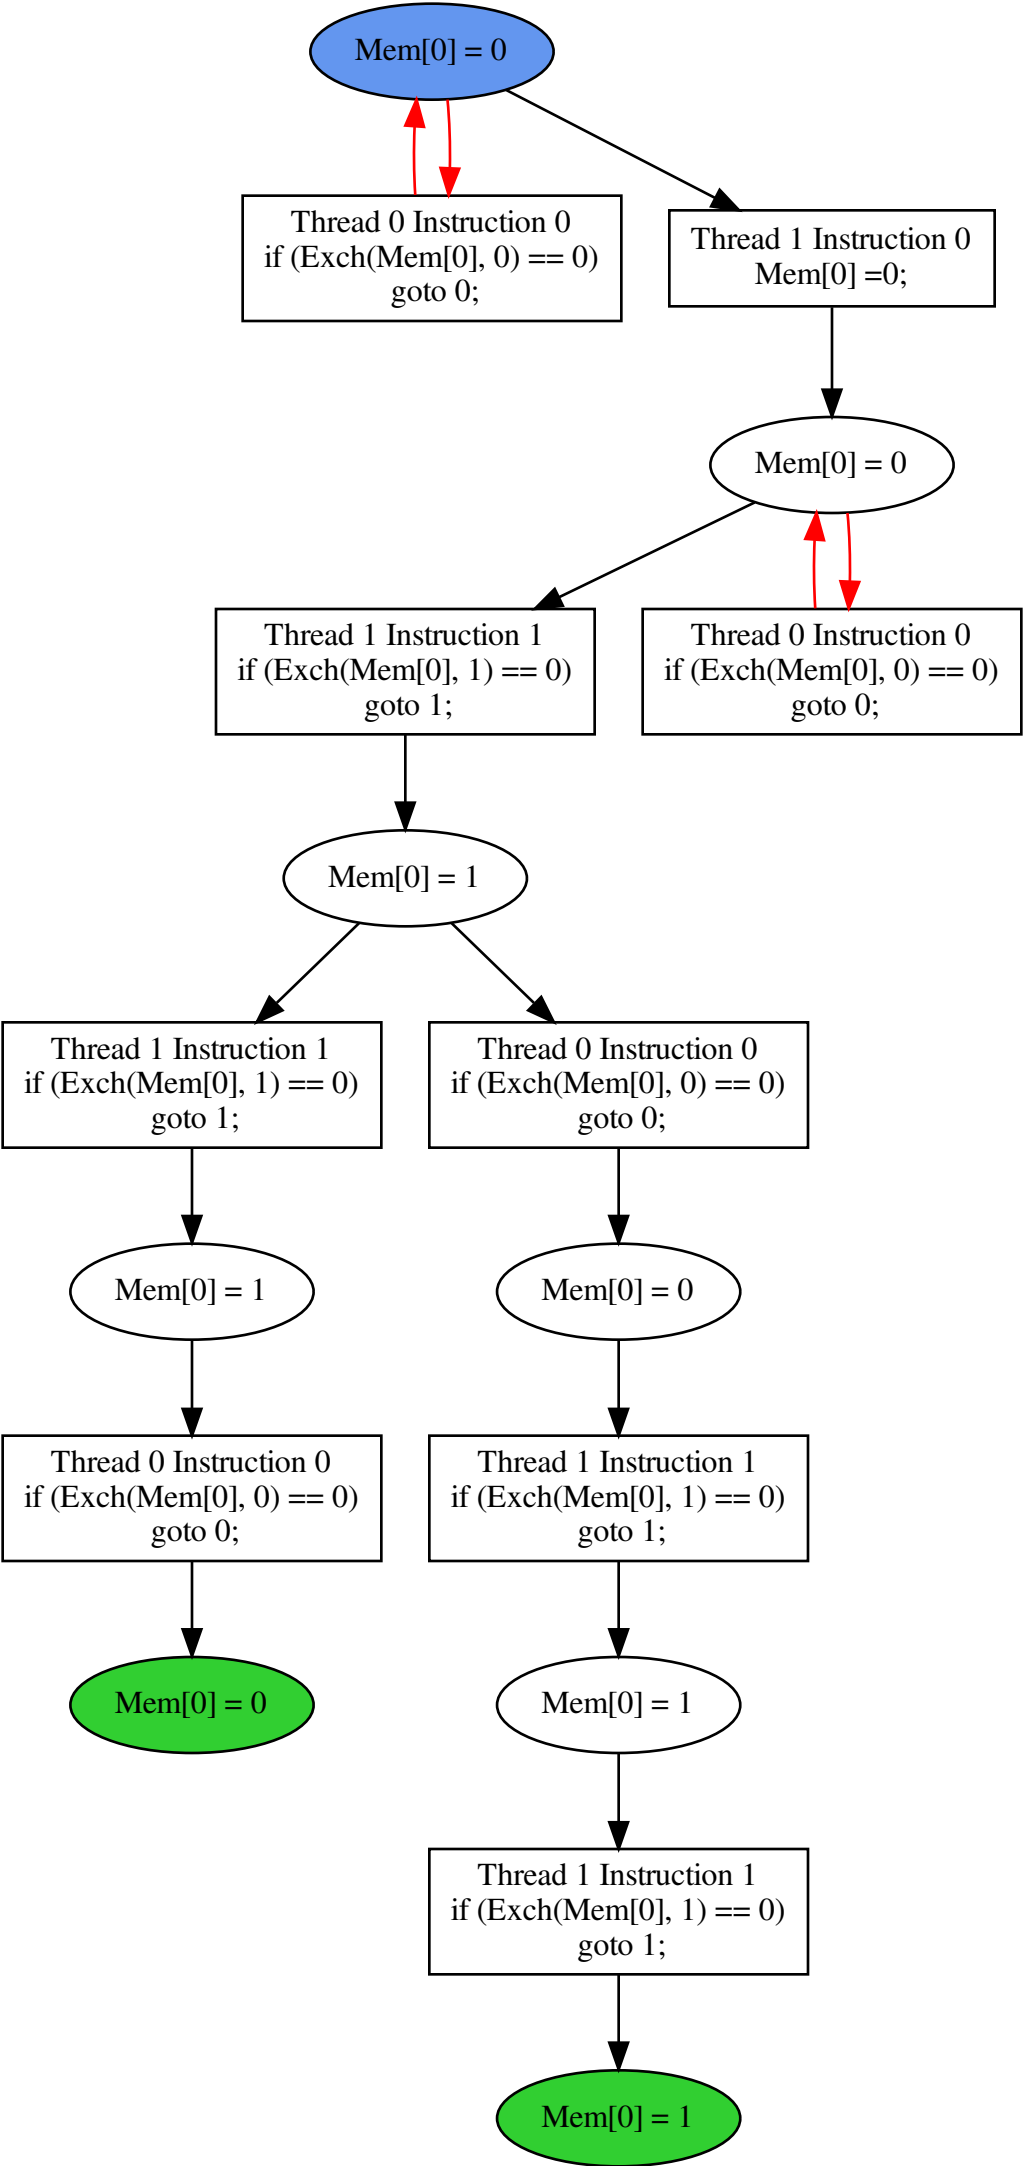 Mem[0] = 0
Thread 0 Instruction 0
if (Exch(Mem[0], 0) == 0)
goto 0;
Thread 1 Instruction 0
Mem[0] =0;
Mem[0] = 0
Thread 1 Instruction 1
if (Exch(Mem[0], 1) == 0)
goto 1;
Thread 0 Instruction 0
if (Exch(Mem[0], 0) == 0)
goto 0;
Mem[0] = 1
Thread 1 Instruction 1
if (Exch(Mem[0], 1) == 0)
goto 1;
Thread 0 Instruction 0
if (Exch(Mem[0], 0) == 0)
goto 0;
Mem[0] = 1
Mem[0] = 0
Thread 0 Instruction 0
if (Exch(Mem[0], 0) == 0)
goto 0;
Thread 1 Instruction 1
if (Exch(Mem[0], 1) == 0)
goto 1;
Mem[0] = 0
Mem[0] = 1
Thread 1 Instruction 1
if (Exch(Mem[0], 1) == 0)
goto 1;
Mem[0] = 1